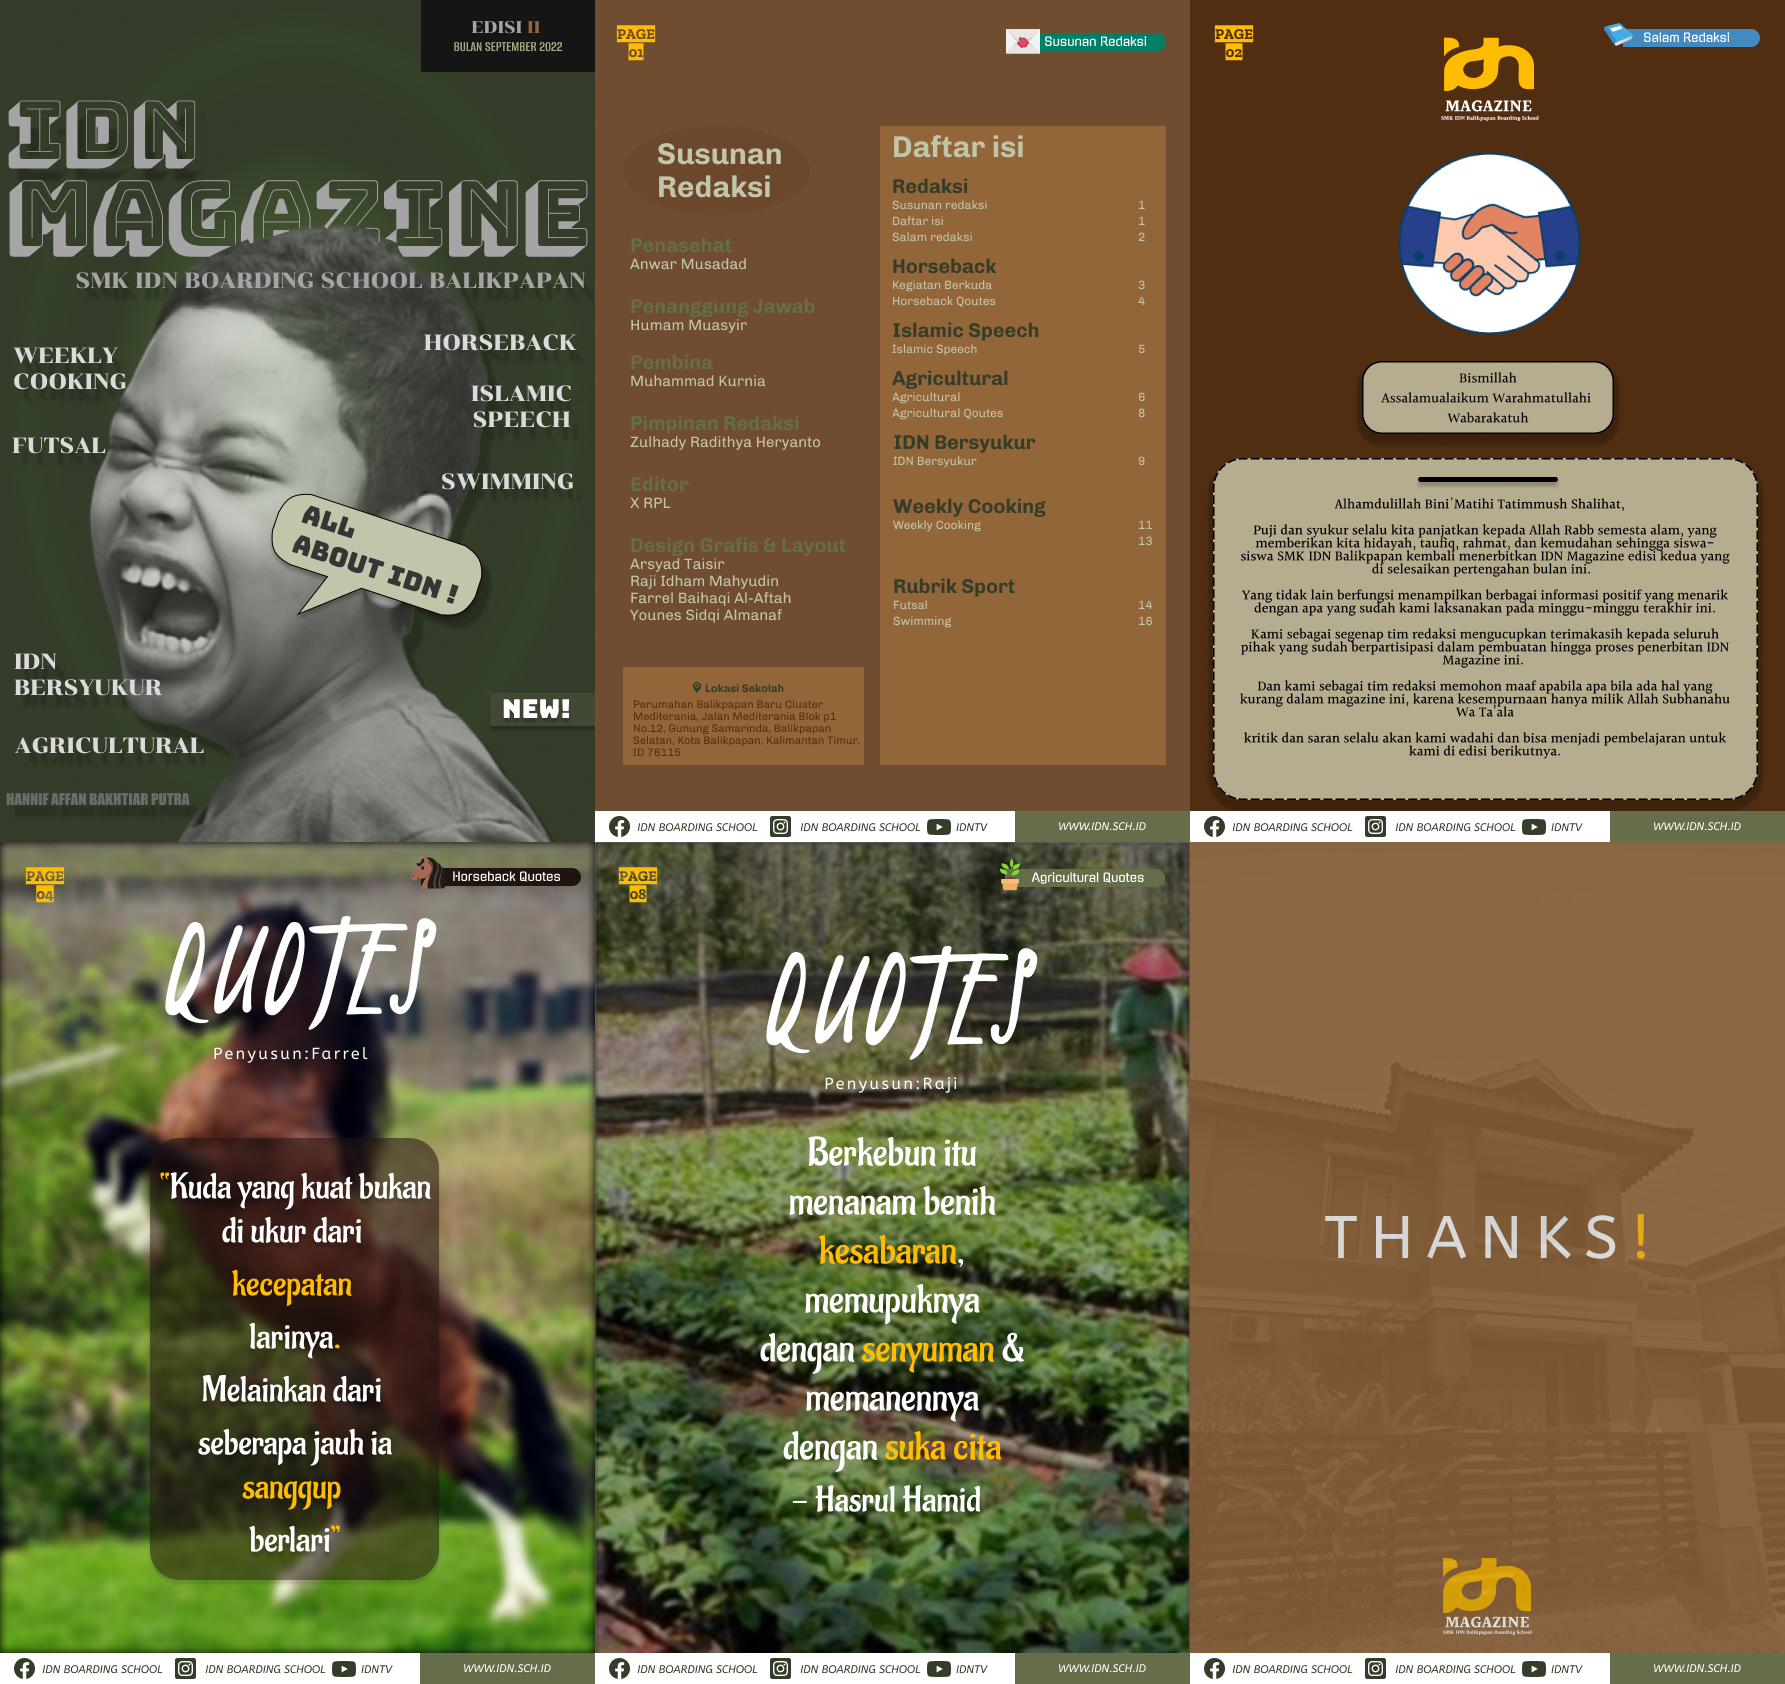 EDISI II
BULAN SEPTEMBER 2022
IDN
MAGAZINE
SMK IDN BOARDING SCHOOL BALIKPAPAN
WEEKLY
COOKING
FUTSAL
HORSEBACK
ISLAMIC
SPEECH
SWIMMING
ALL
ABOUT IDN !
IDN
BERSYUKUR
AGRICULTURAL
NEW!
HANNIF AFFAN BAKHTIAR PUTRA
PAGE
01
Susunan Redaksi
Susunan
Redaksi
Penasehat
Anwar Musadad
Penanggung Jawab
Humam Muasyir
Pembina
Muhammad Kurnia
Pimpinan Redaksi
Zulhady Radithya Heryanto
Editor
X RPL
Design Grafis & Layout
Arsyad Taisir
Raji Idham Mahyudin
Farrel Baihaqi Al-Aftah
Younes Sidqi Almanaf
Lokasi Sekolah
Perumahan Balikpapan Baru Cluster
Mediterania, Jalan Mediterania Blok p1
No.12, Gunung Samarinda, Balikpapan
Selatan, Kota Balikpapan, Kalimantan Timur.
ID 76115
Daftar isi
Redaksi
Susunan redaksi 1
Daftar isi 1
Salam redaksi 2
Horseback
Kegiatan Berkuda 3
Horseback Qoutes 4
Islamic Speech
Islamic Speech 5
Agricultural
Agricultural 6
Agricultural Qoutes 8
IDN Bersyukur
IDN Bersyukur 9
Weekly Cooking
Weekly Cooking 11
13
Rubrik Sport
Futsal 14
Swimming 16
IDN BOARDING SCHOOL IDN BOARDING SCHOOL IDNTV WWW.IDN.SCH.ID
PAGE
02
Salam Redaksi
idn
MAGAZINE
SMK IDN Balikpapan Boarding School
Bismillah
Assalamualaikum Warahmatullahi
Wabarakatuh
Alhamdulillah Bini'Mathi Tatimmush Shalihat,
Puji dan syukur selalu kita panjatkan kepada Allah Rabb semesta alam, yang
memberikan kita hidayah, taufiq, rahmat, dan kemudahan sehingga siswa-
siswa SMK IDN Balikpapan kembali menerbitkan IDN Magazine edisi kedua yang
di selesaikan pertengahan bulan ini.
Yang tidak lain berfungsi menampilkan berbagai informasi positif yang menarik
dengan apa yang sudah kami laksanakan pada minggu-minggu terakhir ini.
Kami sebagai segenap tim redaksi mengucupkan terimakasih kepada seluruh
pihak yang sudah berpartisipasi dalam pembuatan hingga proses penerbitan IDN
Magazine ini.
Dan kami sebagai tim redaksi memohon maaf apabila apa bila ada hal yang
kurang dalam magazine ini, karena kesempurnaan hanya milik Allah Subhanahu
Wa Ta'ala
kritik dan saran selalu akan kami wadahi dan bisa menjadi pembelajaran untuk
kami di edisi berikutnya.
IDN BOARDING SCHOOL IDN BOARDING SCHOOL IDNTV WWW.IDN.SCH.ID
PAGE
04
Horseback Quotes
QUOTES
Penyusun:Farrel
"Kuda yang kuat bukan
di ukur dari
kecepatan
larinya.
Melainkan dari
seberapa jauh ia
sanggup
berlari"
IDN BOARDING SCHOOL IDN BOARDING SCHOOL IDNTV WWW.IDN.SCH.ID
PAGE
08
Agricultural Quotes
QUOTES
Penyusun:Raji
Berkebun itu
menanam benih
kesabaran,
memupuknya
dengan senyuman &
memanennya
dengan suka cita
– Hasrul Hamid
IDN BOARDING SCHOOL IDN BOARDING SCHOOL IDNTV WWW.IDN.SCH.ID
THANKS!
idn
MAGAZINE
SMK IDN Balikpapan Boarding School
IDN BOARDING SCHOOL IDN BOARDING SCHOOL IDNTV WWW.IDN.SCH.ID